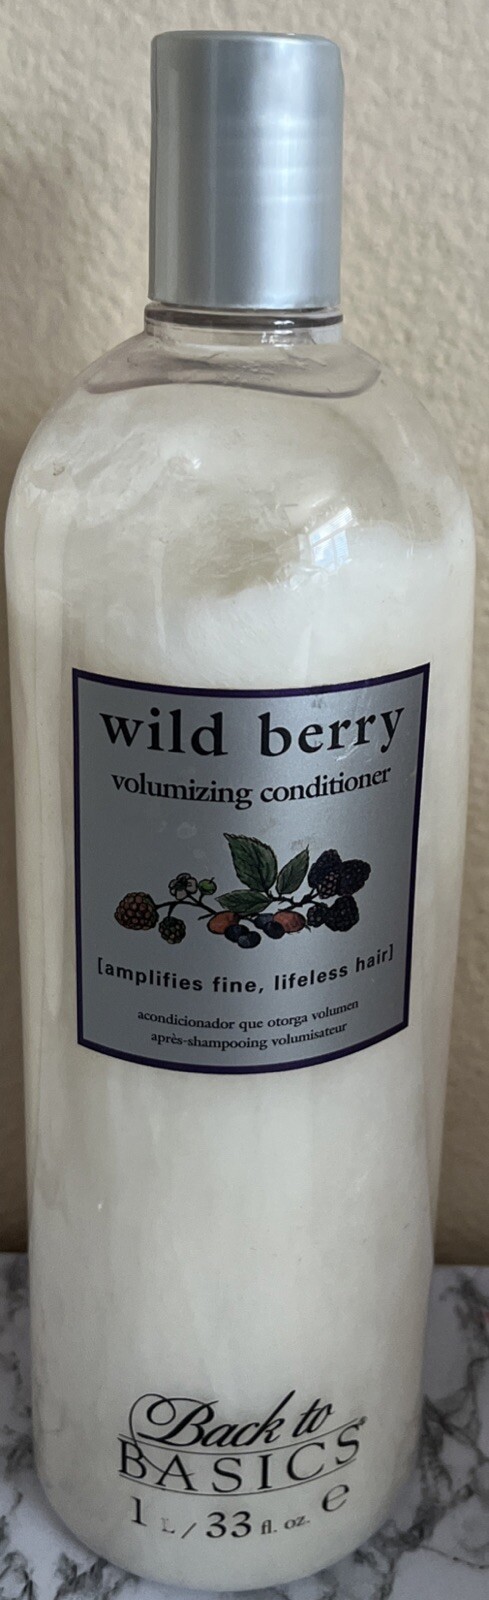 wild berry
volumizing conditioner
[amplifies fine, lifeless hair]
acondicionador que otorga volumen
après-shampooing volumisateur
Back to
BASICS®
1 L / 33 fl. oz. e